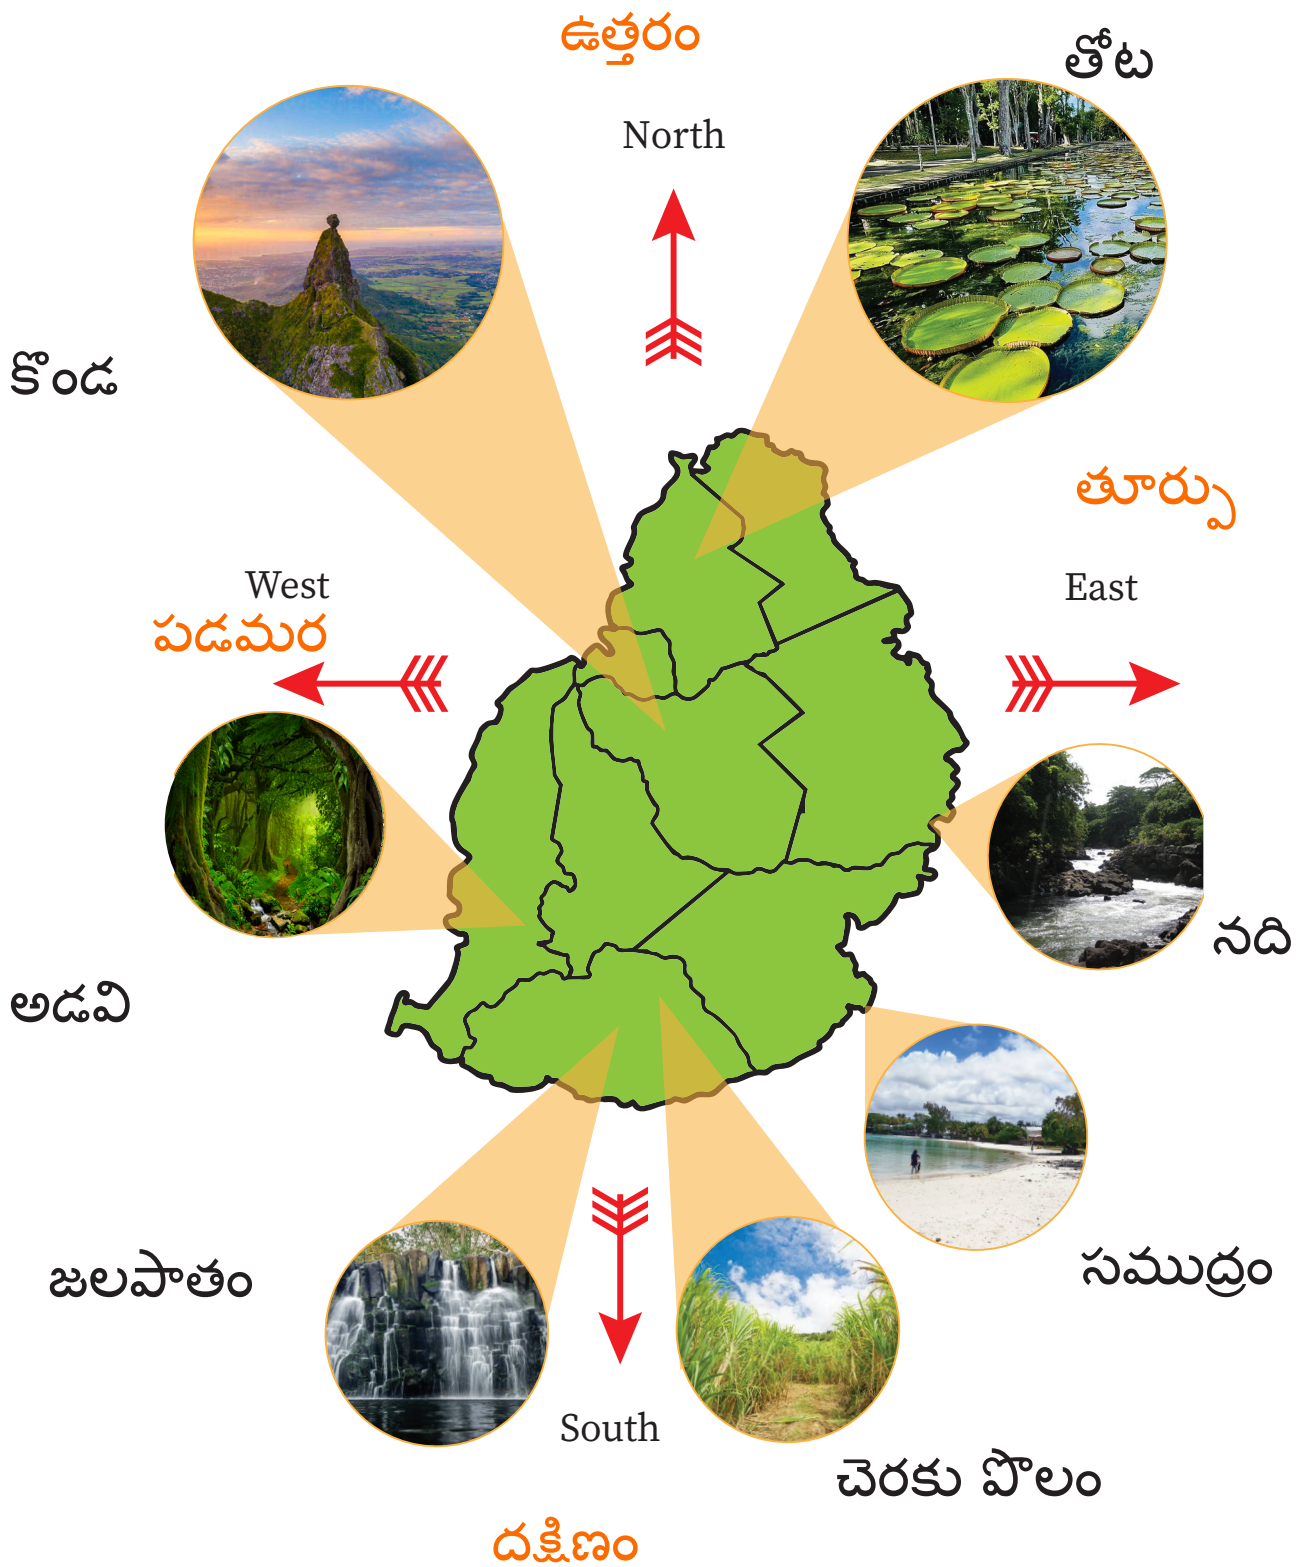 ఉత్తరం
తోట
North
కొండ
తూర్పు
West
East
పడమర
నది
అడవి
సముద్రం
జలపాతం
South
చెరకు పొలం
దక్షిణం